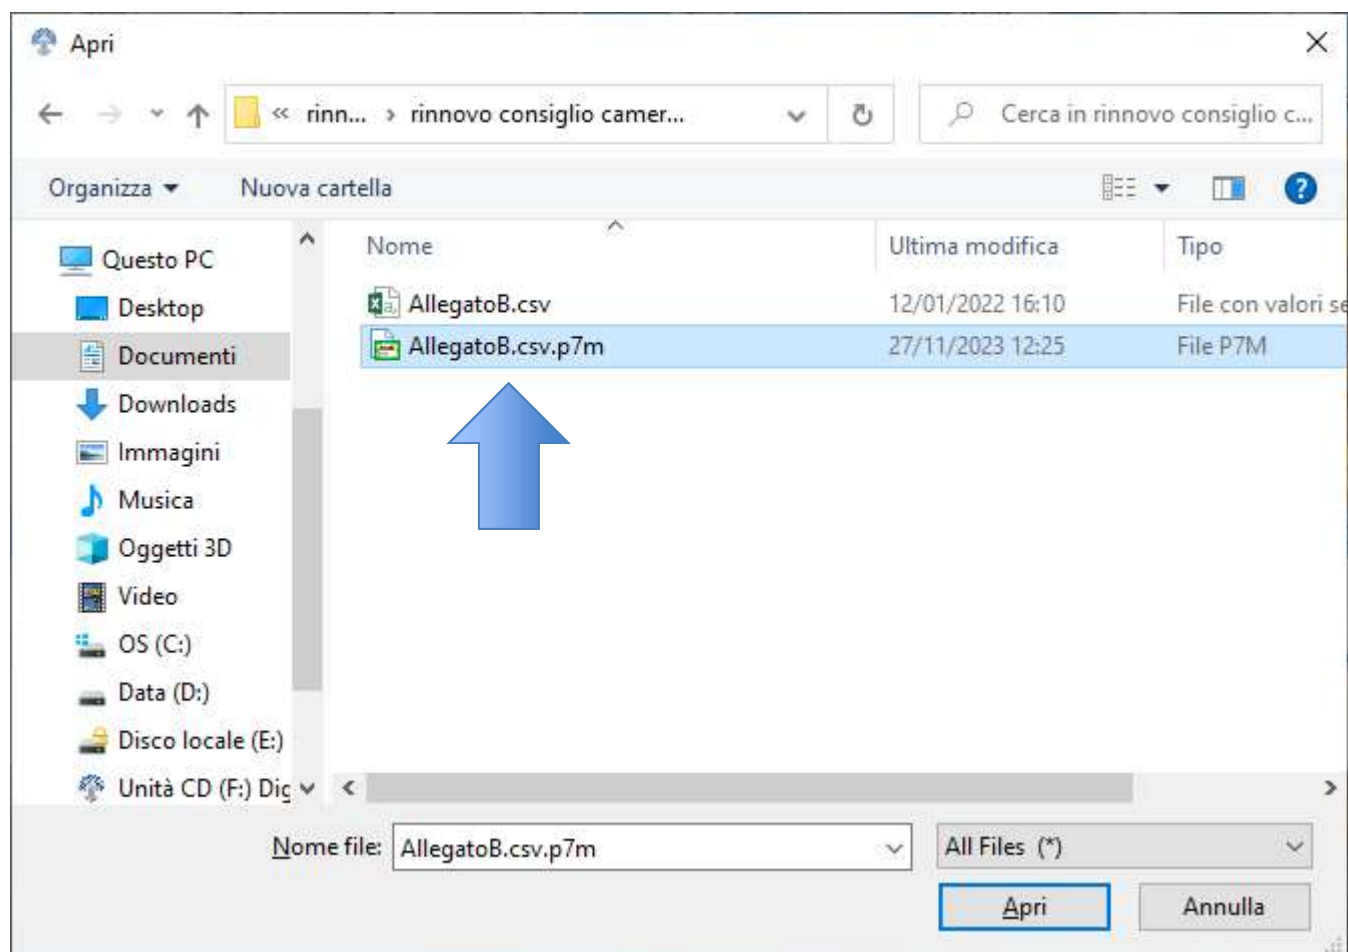 Apri
« rinn... › rinnovo consiglio camer...
Cerca in rinnovo consiglio c...
Organizza
Nuova cartella
Nome
Ultima modifica
Tipo
Questo PC
Desktop
Documenti
Downloads
Immagini
Musica
Oggetti 3D
Video
OS (C:)
Data (D:)
Disco locale (E:)
Unità CD (F:) Dig
AllegatoB.csv 12/01/2022 16:10 File con valori se
AllegatoB.csv.p7m 27/11/2023 12:25 File P7M
Nome file: AllegatoB.csv.p7m
All Files (*)
Apri
Annulla